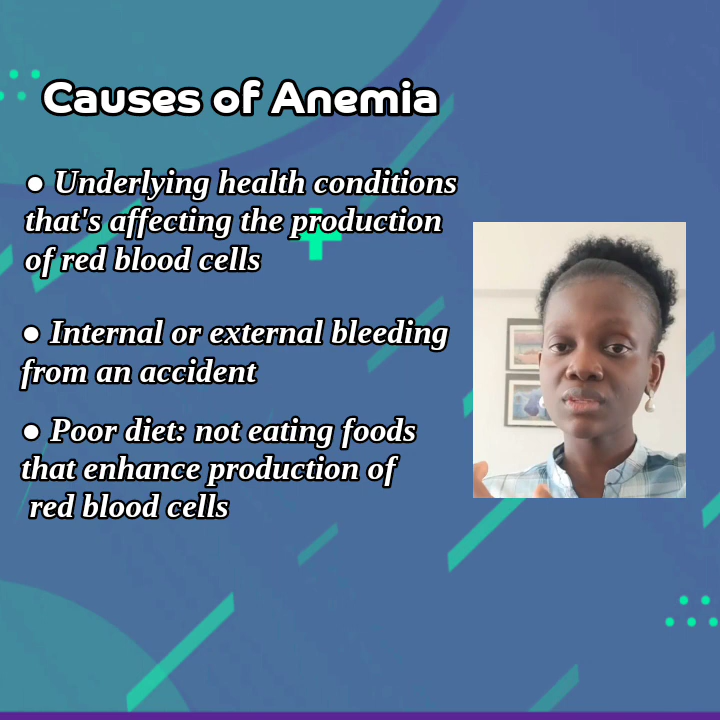 Causes of Anemia
● Underlying health conditions
that's affecting the production
of red blood cells
● Internal or external bleeding
from an accident
● Poor diet: not eating foods
that enhance production of
red blood cells